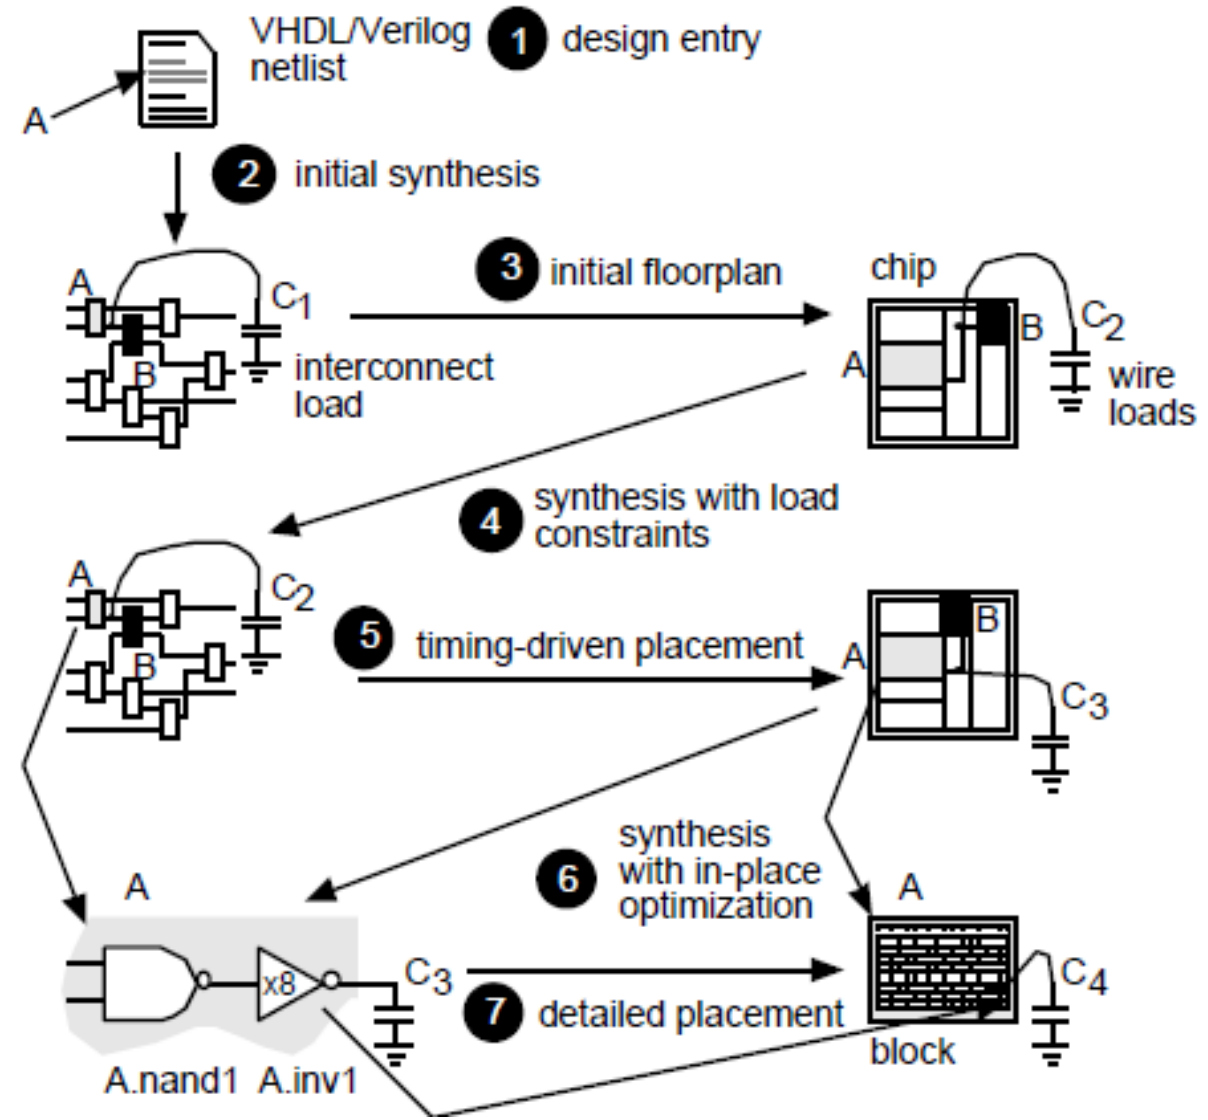 VHDL/Verilog
netlist
1 design entry
A
2 initial synthesis
A
B
C1
interconnect
load
3 initial floorplan
chip
A
B
C2
wire
loads
4 synthesis with load
constraints
A
B
C2
5 timing-driven placement
A
B
C3
6 synthesis
with in-place
optimization
A
x8
C3
A.nand1 A.inv1
7 detailed placement
A
C4
block